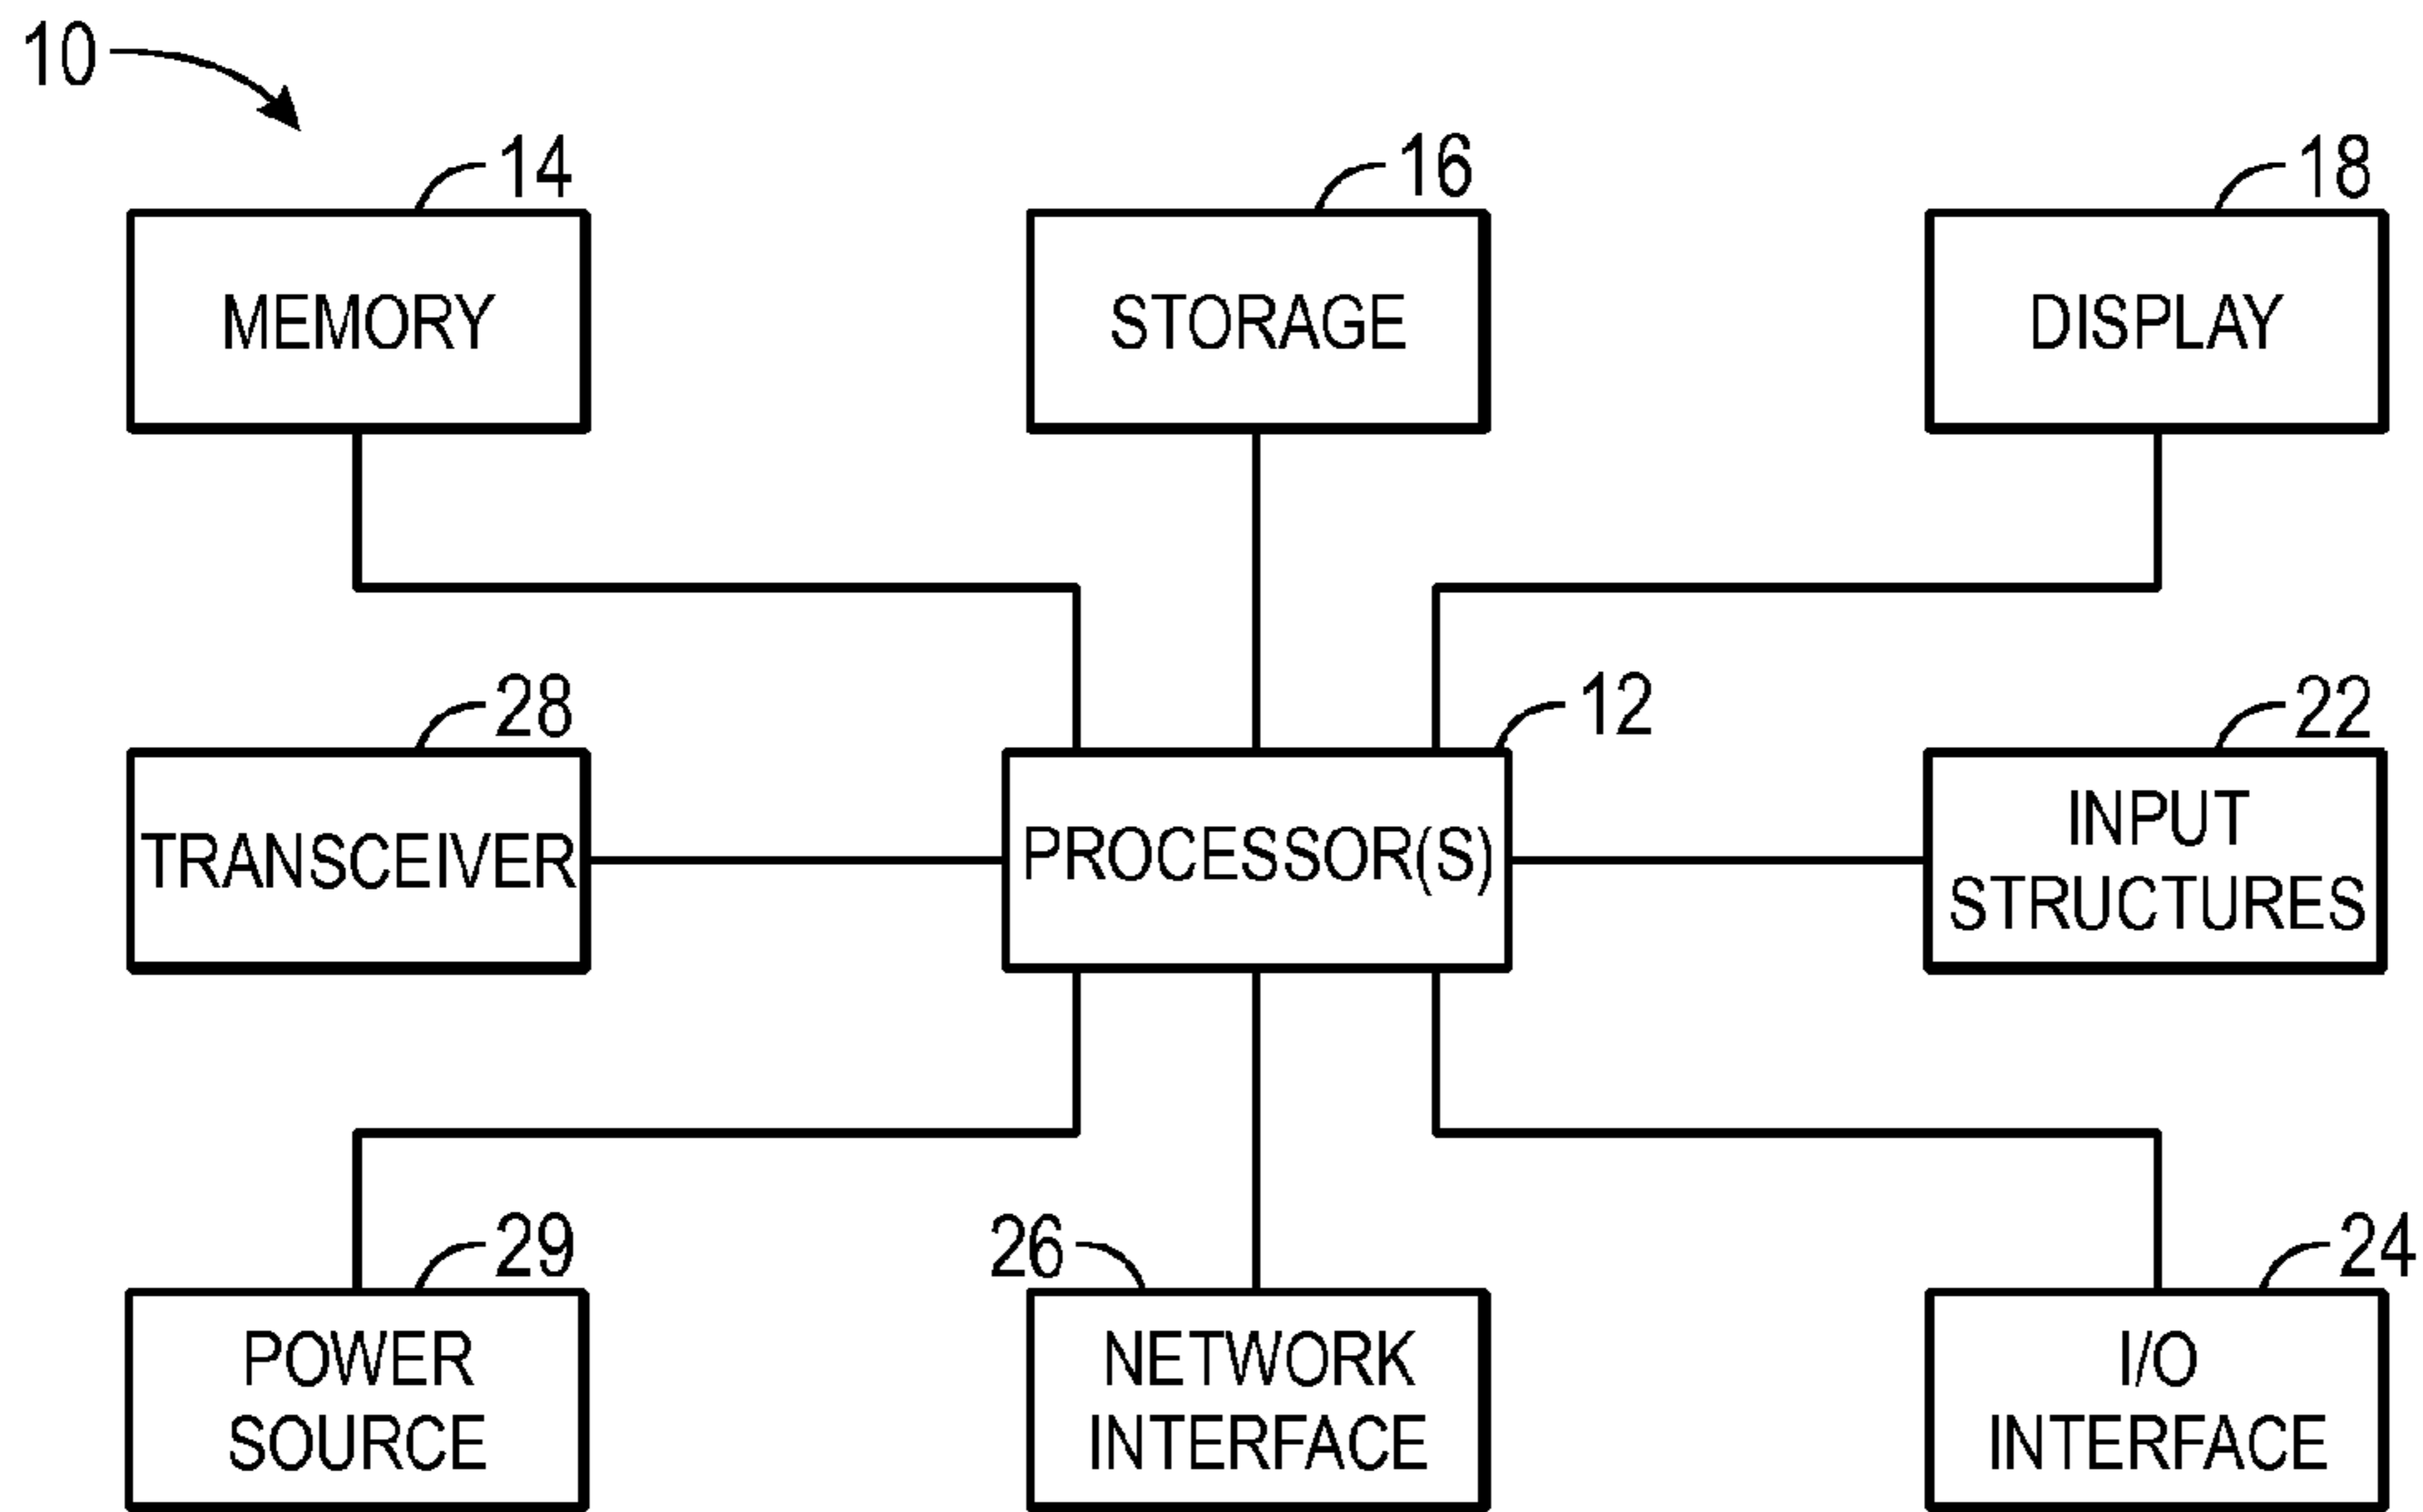 10
14
16
18
MEMORY
STORAGE
DISPLAY
28
12
22
TRANSCEIVER
PROCESSOR(S)
INPUT
STRUCTURES
29
26
24
POWER
SOURCE
NETWORK
INTERFACE
I/O
INTERFACE